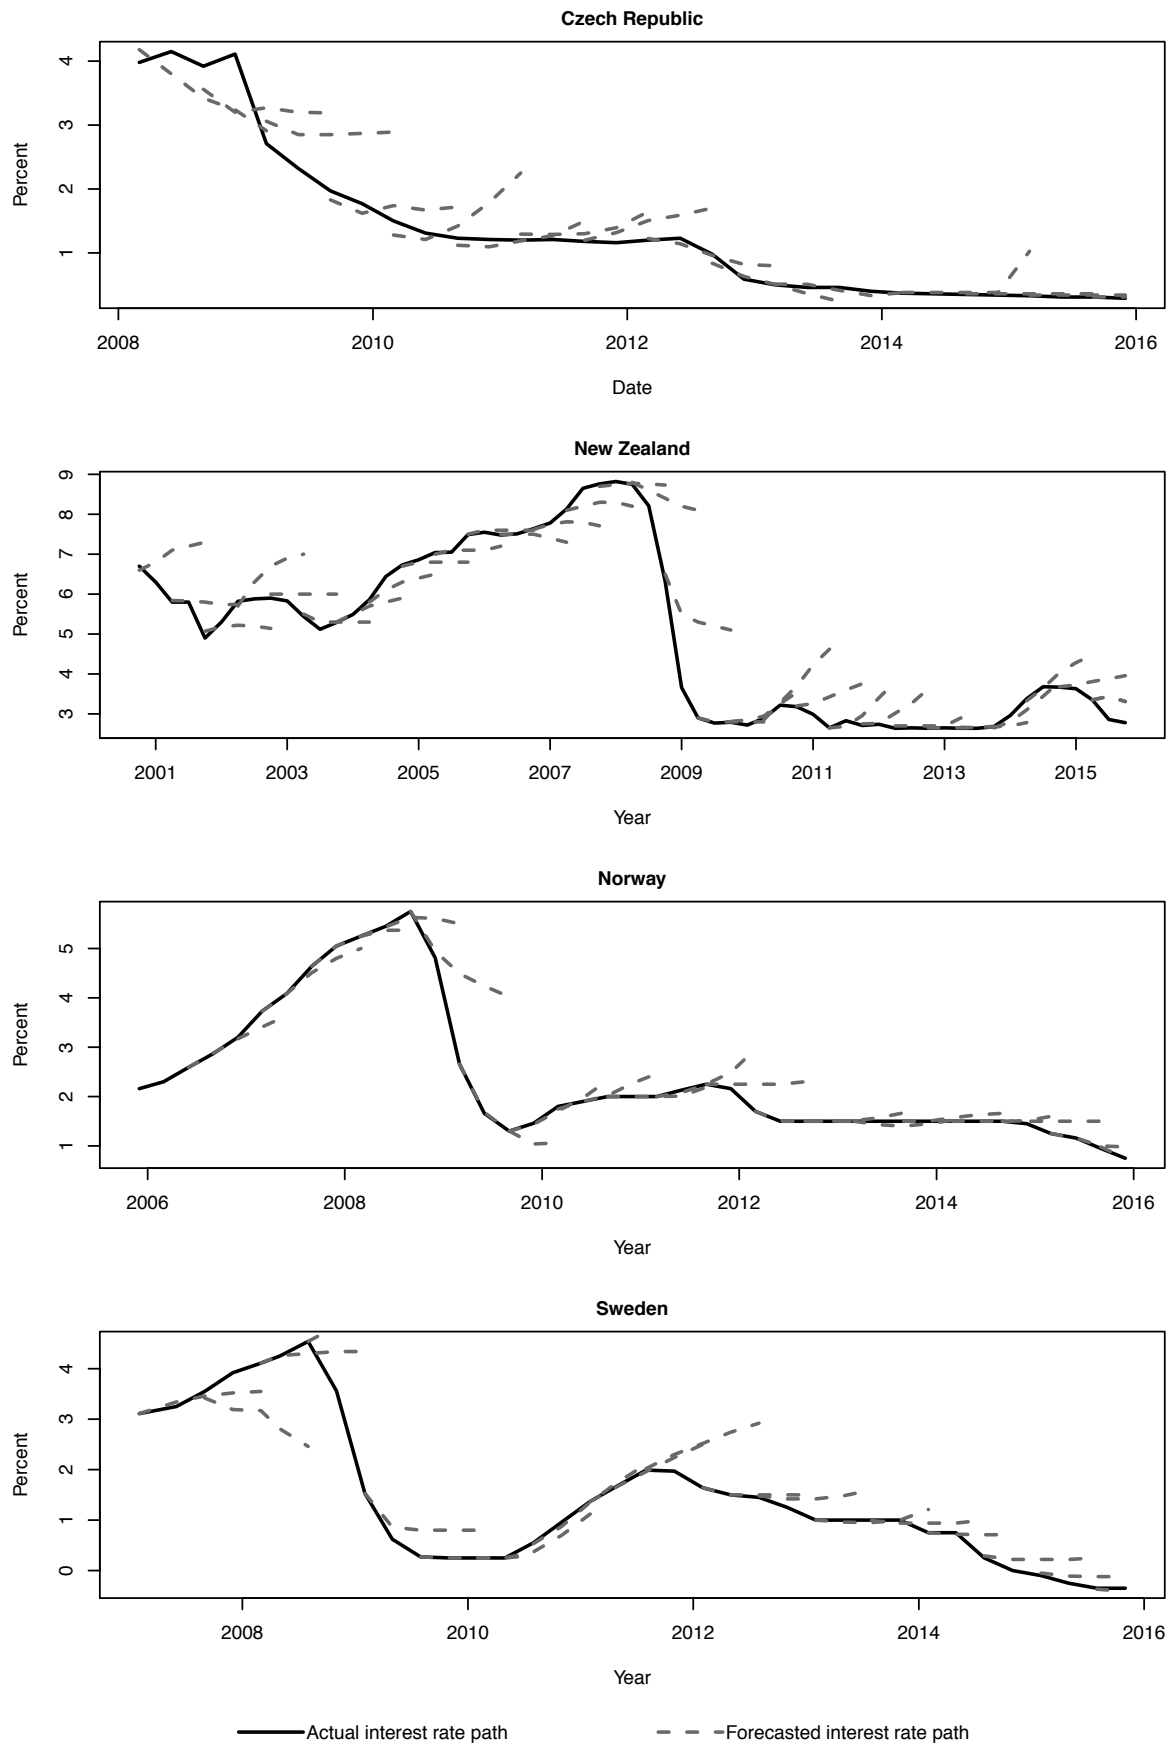 Czech Republic
4
3
2
1
Percent
2008 2010 2012 2014 2016
Date
New Zealand
9
8
7
6
5
4
3
Percent
2001 2003 2005 2007 2009 2011 2013 2015
Year
Norway
5
4
3
2
1
Percent
2006 2008 2010 2012 2014 2016
Year
Sweden
4
3
2
1
0
Percent
2008 2010 2012 2014 2016
Year
Actual interest rate path Forecasted interest rate path